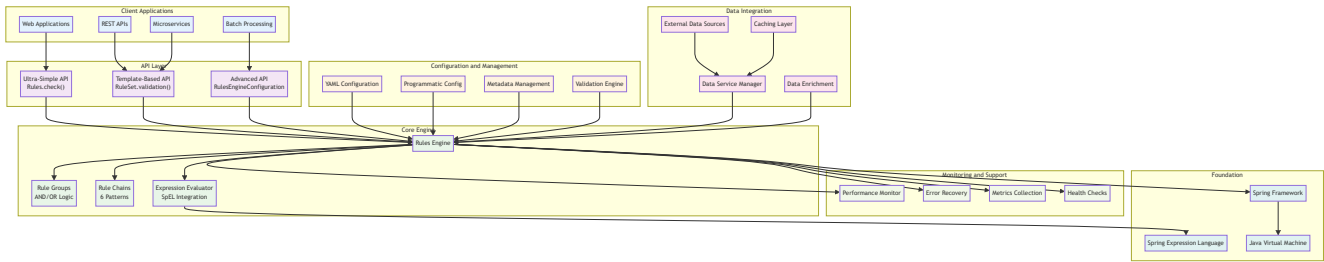 Client Applications
Web Applications
REST APIs
Microservices
Batch Processing
Data Integration
External Data Sources
Caching Layer
Data Service Manager
Data Enrichment
API Layer
Ultra-Simple API
Rules.check()
Template-Based API
RuleSet.validation()
Advanced API
RulesEngineConfiguration
Configuration and Management
YAML Configuration
Programmatic Config
Metadata Management
Validation Engine
Core Engine
Rules Engine
Rule Groups
AND/OR Logic
Rule Chains
6 Patterns
Expression Evaluator
SpEL Integration
Monitoring and Support
Performance Monitor
Error Recovery
Metrics Collection
Health Checks
Foundation
Spring Framework
Spring Expression Language
Java Virtual Machine